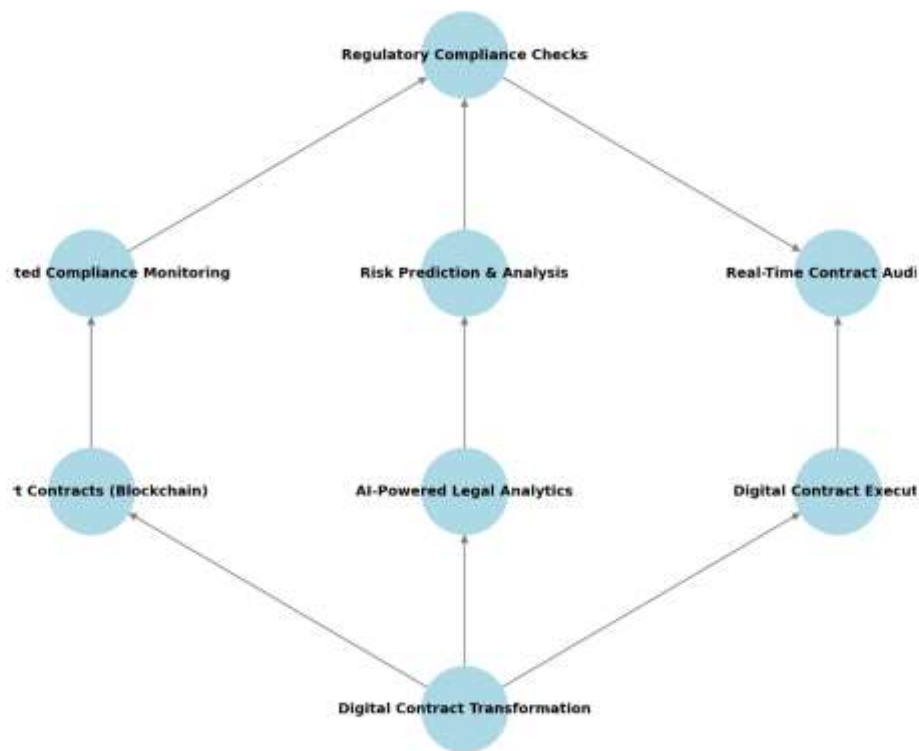 Regulatory Compliance Checks
ted Compliance Monitoring
Risk Prediction & Analysis
Real-Time Contract Audi
t Contracts (Blockchain)
AI-Powered Legal Analytics
Digital Contract Execut
Digital Contract Transformation